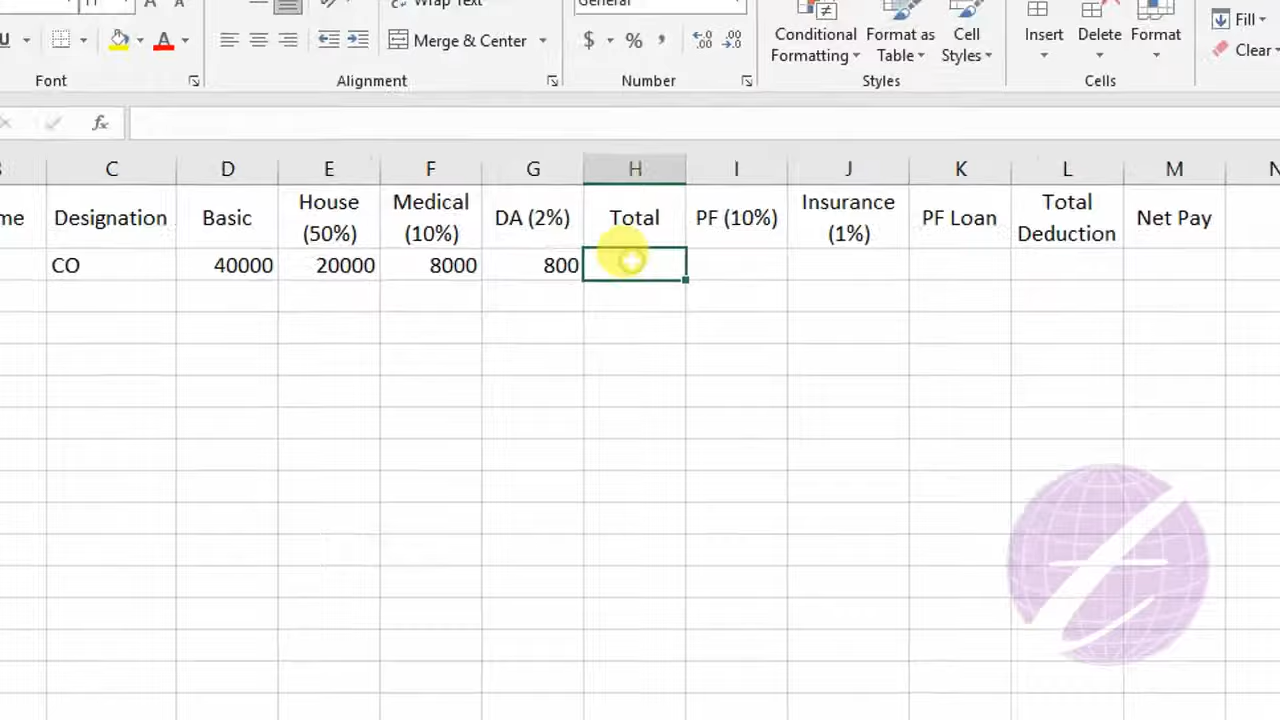 U
Wrap Text
General
Merge & Center
$ % ,
.00
.00
Conditional
Formatting
Format as
Table
Cell
Styles
Insert
Delete
Format
Fill
Clear
Font
Alignment
Number
Styles
Cells
fx
C D E F G H I J K L M N
me
Designation
Basic
House
(50%)
Medical
(10%)
DA (2%)
Total
PF (10%)
Insurance
(1%)
PF Loan
Total
Deduction
Net Pay
CO 40000 20000 8000 800